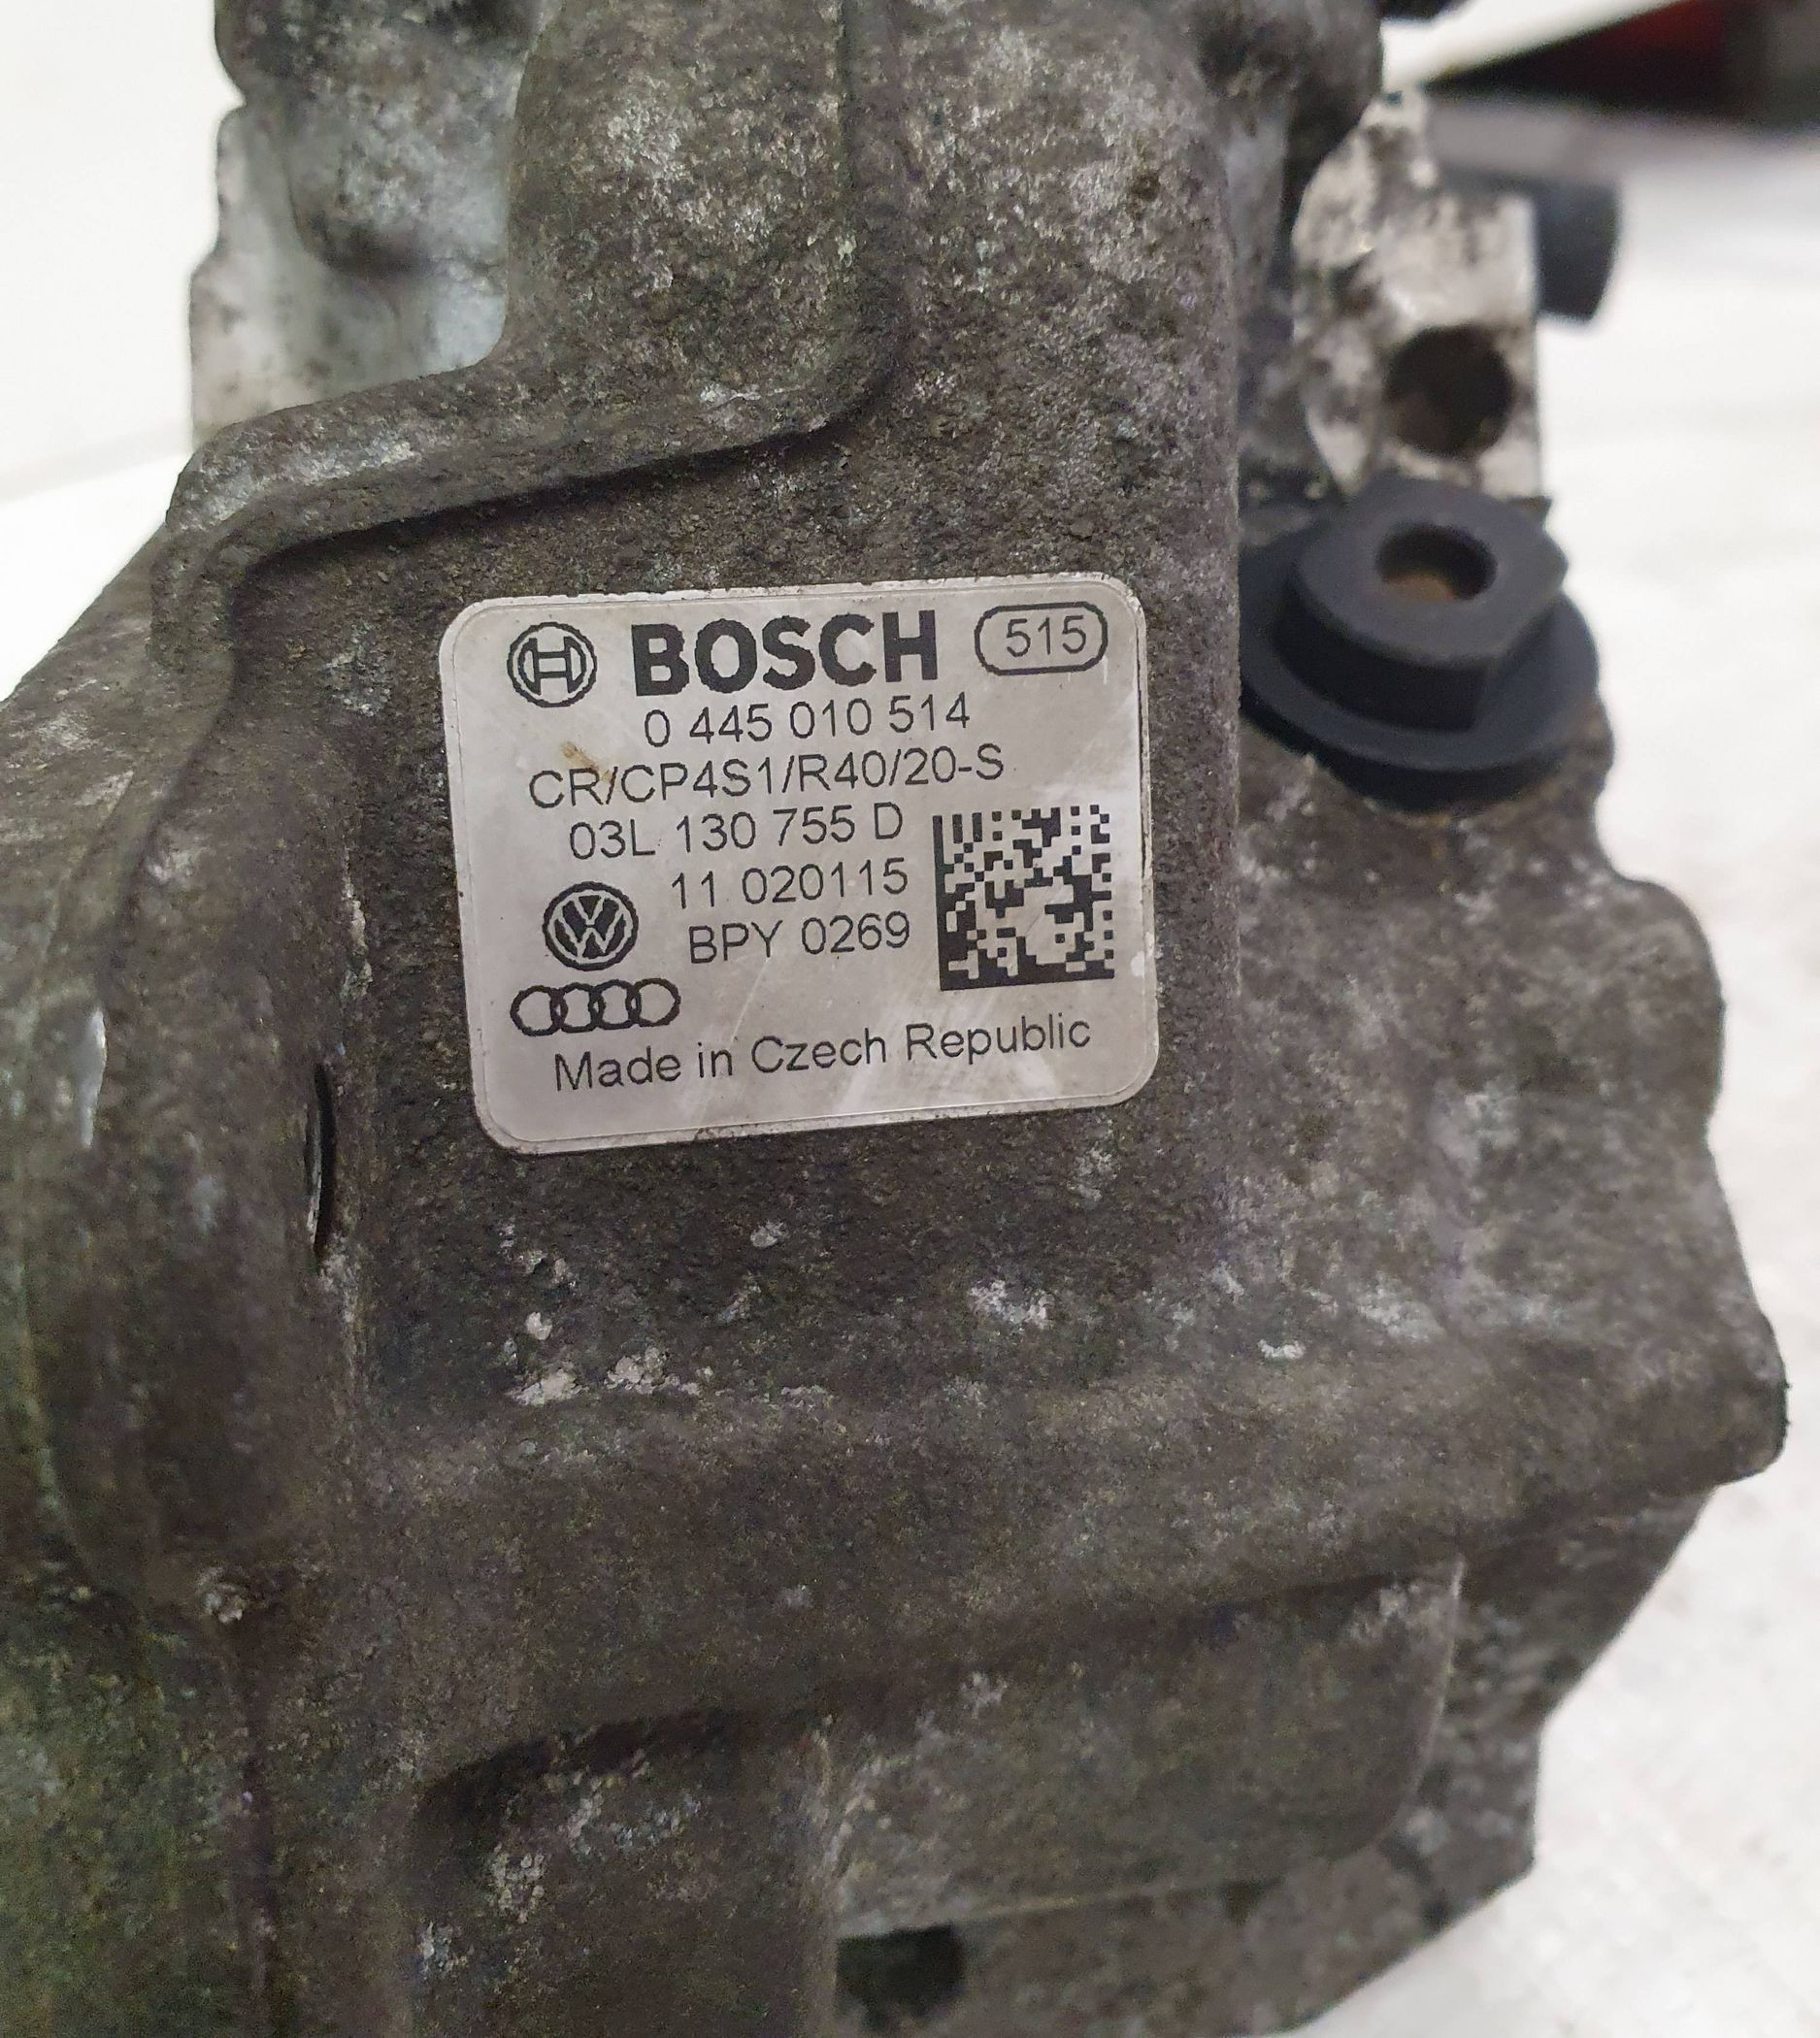 BOSCH 515
0 445 010 514
CR/CP4S1/R40/20-S
03L 130 755 D
11 020115
BPY 0269
Made in Czech Republic